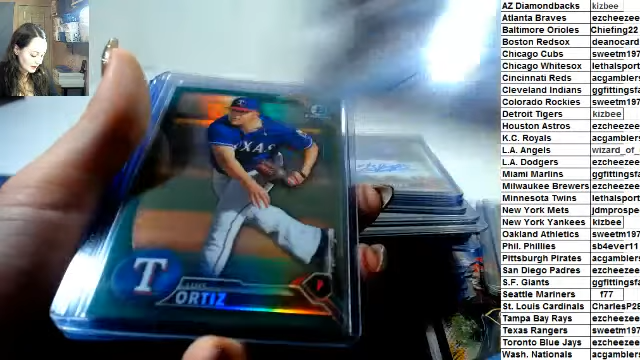 TEXAS
T
LUIS
ORTIZ
P
AZ Diamondbacks kizbee
Atlanta Braves ezcheezee
Baltimore Orioles Chiefing22
Boston Redsox deanocard
Chicago Cubs sweetm197
Chicago Whitesox lethalsport
Cincinnati Reds acgamblers
Cleveland Indians ggfittingsfa
Colorado Rockies sweetm197
Detroit Tigers kizbee
Houston Astros ezcheezee
K.C. Royals acgamblers
L.A. Angels wizard_of_
L.A. Dodgers ezcheezee
Miami Marlins ggfittingsfa
Milwaukee Brewers ezcheezee
Minnesota Twins lethalsport
New York Mets jdmprospe
New York Yankees kizbee
Oakland Athletics sweetm197
Phil. Phillies sb4ever11
Pittsburgh Pirates acgamblers
San Diego Padres ezcheezee
S.F. Giants ggfittingsfa
Seattle Mariners f77
St. Louis Cardinals CharlesP28
Tampa Bay Rays ezcheezee
Texas Rangers sweetm197
Toronto Blue Jays ezcheezee
Wash. Nationals acgamblers